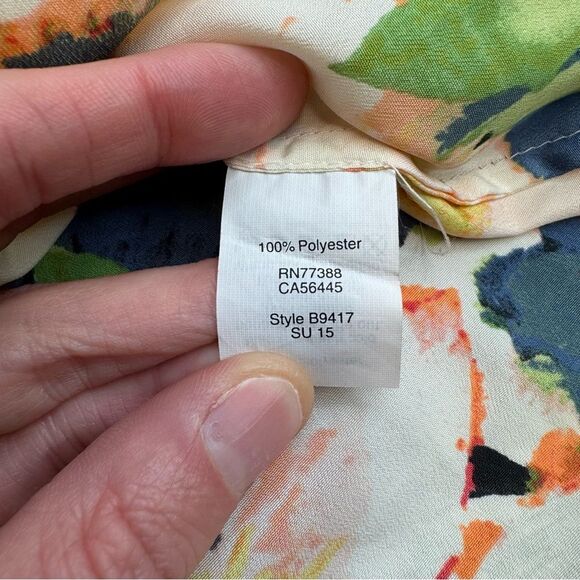 100% Polyester
RN77388
CA56445
Style B9417
SU 15